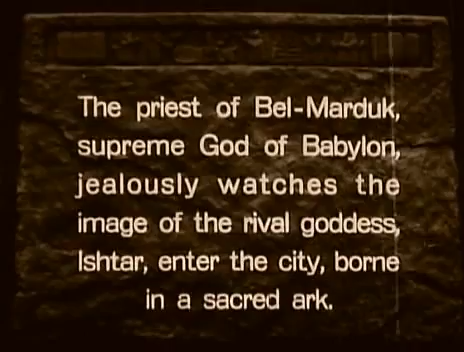 The priest of Bel-Marduk,
supreme God of Babylon,
jealously watches the
image of the rival goddess,
Ishtar, enter the city, borne
in a sacred ark.